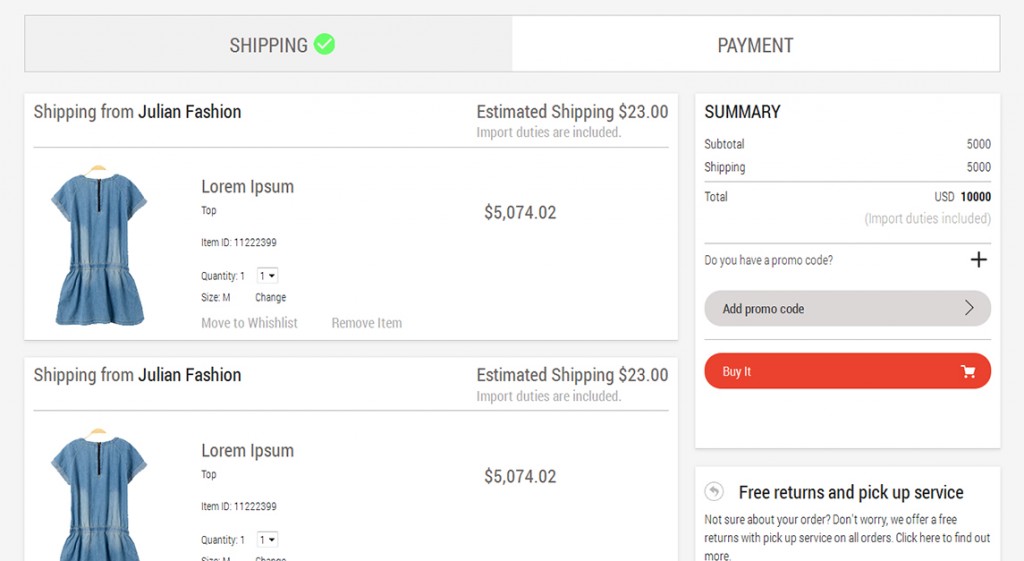 SHIPPING
PAYMENT
Shipping from Julian Fashion
Estimated Shipping $23.00
Import duties are included.
Lorem Ipsum
Top
$5,074.02
Item ID: 11222399
Quantity: 1 1
Size: M Change
Move to Whishlist Remove Item
Shipping from Julian Fashion
Estimated Shipping $23.00
Import duties are included.
Lorem Ipsum
Top
$5,074.02
Item ID: 11222399
Quantity: 1 1
Size: M Change
SUMMARY
Subtotal 5000
Shipping 5000
Total USD 10000
(Import duties included)
Do you have a promo code?
Add promo code
Buy It
Free returns and pick up service
Not sure about your order? Don't worry, we offer a free
returns with pick up service on all orders. Click here to find out
more.